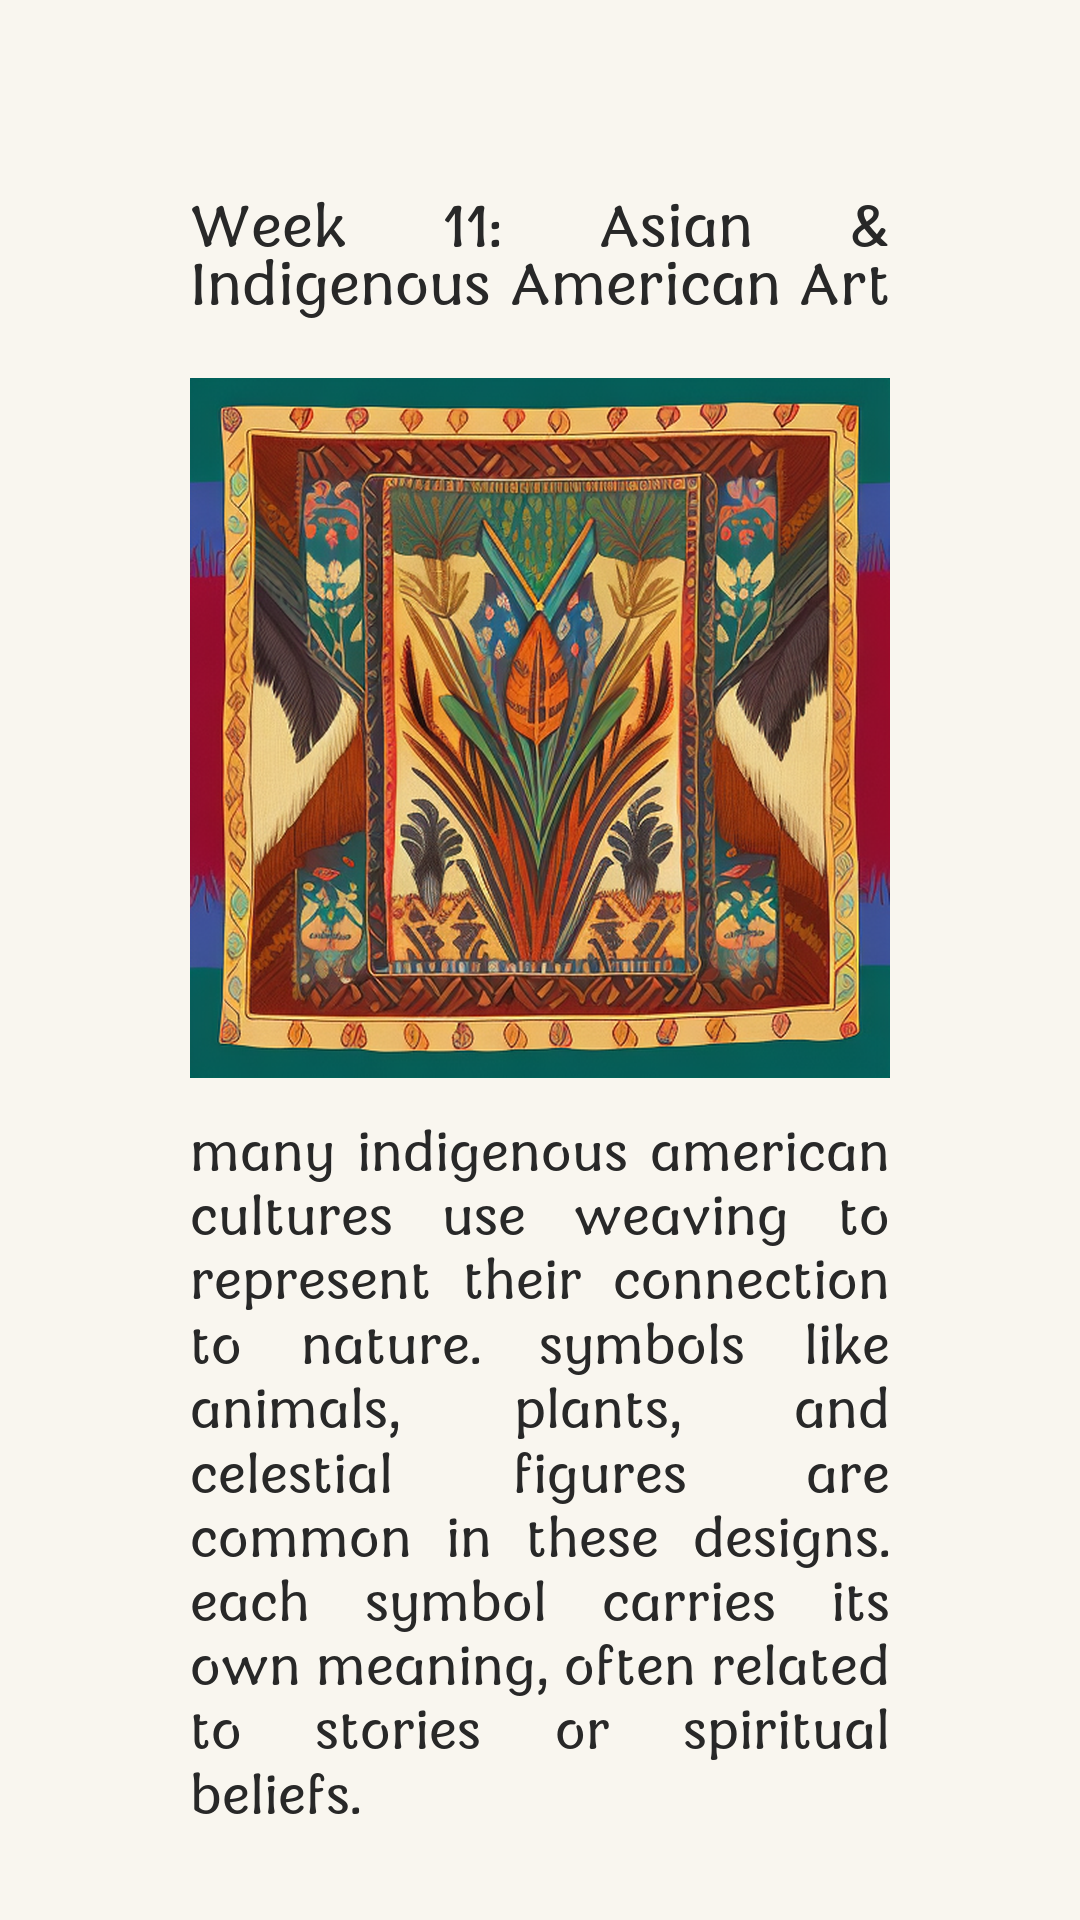 Week 11: Asian &
Indigenous American Art
many indigenous american
cultures use weaving to
represent their connection
to nature. symbols like
animals, plants, and
celestial figures are
common in these designs.
each symbol carries its
own meaning, often related
to stories or spiritual
beliefs.